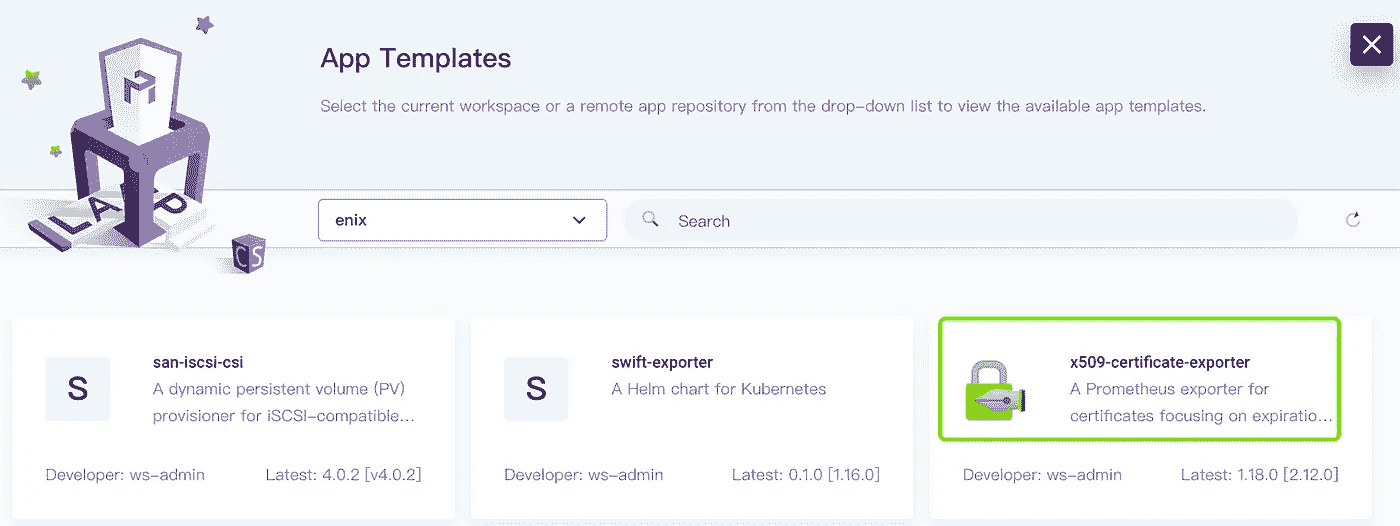 App Templates
Select the current workspace or a remote app repository from the drop-down list to view the available app templates.
LAP
CS
enix
Search
S
san-iscsi-csi
A dynamic persistent volume (PV)
provisioner for iSCSI-compatible...
Developer: ws-admin
Latest: 4.0.2 [v4.0.2]
S
swift-exporter
A Helm chart for Kubernetes
Developer: ws-admin
Latest: 0.1.0 [1.16.0]
x509-certificate-exporter
A Prometheus exporter for
certificates focusing on expiratio...
Developer: ws-admin
Latest: 1.18.0 [2.12.0]